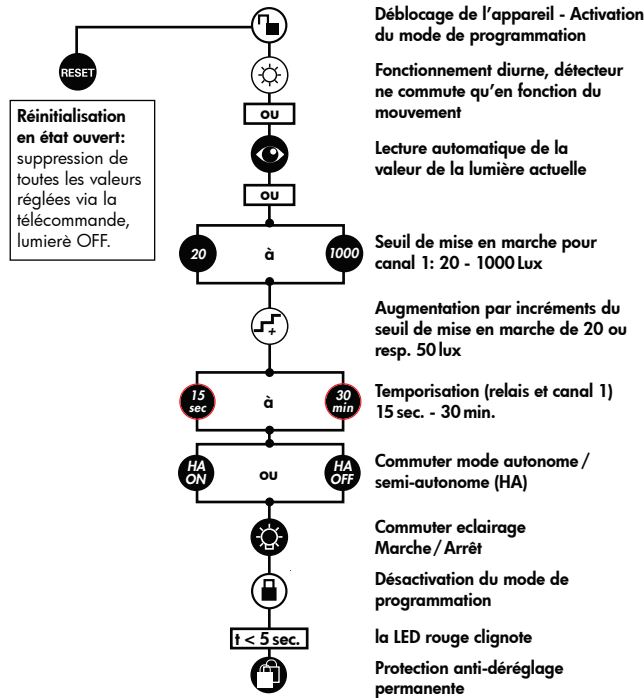 Déblocage de l'appareil - Activation
du mode de programmation
RESET
Réinitialisation
en état ouvert:
suppression de
toutes les valeurs
réglées via la
télécommande,
lumierè OFF.
Fonctionnement diurne, détecteur
ne commute qu'en fonction du
mouvement
ou
Lecture automatique de la
valeur de la lumière actuelle
ou
20 à 1000
Seuil de mise en marche pour
canal 1: 20 - 1000 Lux
+
Augmentation par incréments du
seuil de mise en marche de 20 ou
resp. 50 lux
15 sec à 30 min
Temporisation (relais et canal 1)
15 sec. - 30 min.
HA ON ou HA OFF
Commuter mode autonome /
semi-autonome (HA)
Commuter eclairage
Marche / Arrêt
Désactivation du mode de
programmation
t < 5 sec.
la LED rouge clignote
Protection anti-déréglage
permanente